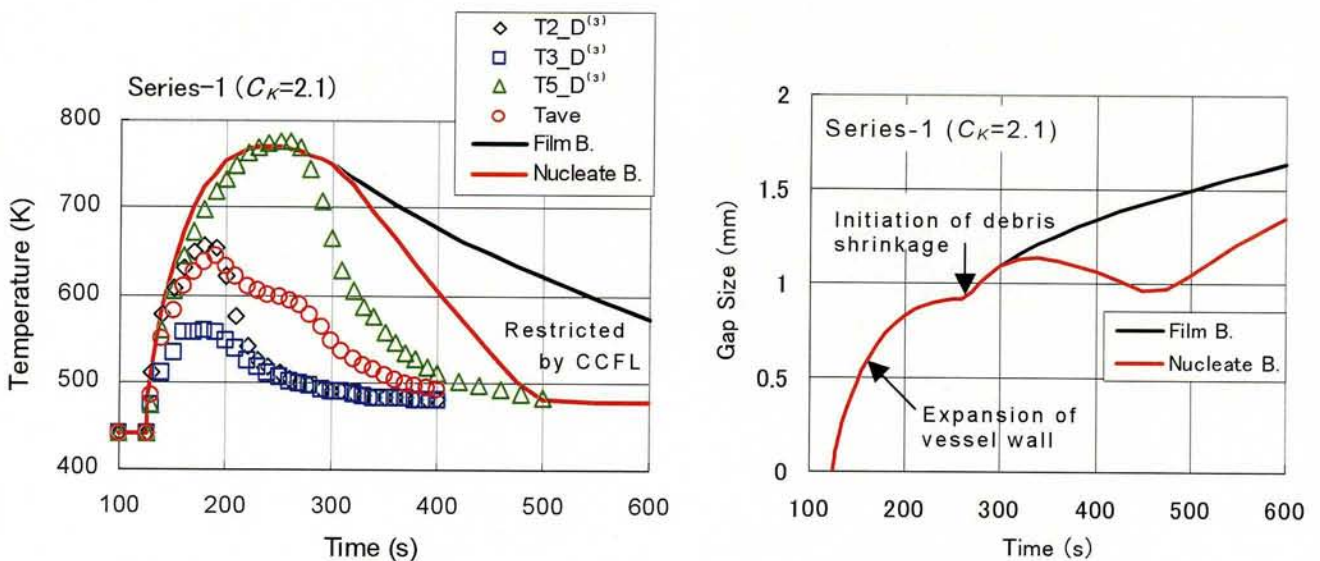 T2_D⁽³⁾
T3_D⁽³⁾
T5_D⁽³⁾
Tave
Film B.
Nucleate B.
Series-1 (C_K=2.1)
800
700
600
500
400
Temperature (K)
Restricted
by CCFL
100 200 300 400 500 600
Time (s)
2
1.5
1
0.5
0
Gap Size (mm)
Series-1 (C_K=2.1)
Initiation of debris
shrinkage
Film B.
Nucleate B.
Expansion of
vessel wall
100 200 300 400 500 600
Time (s)